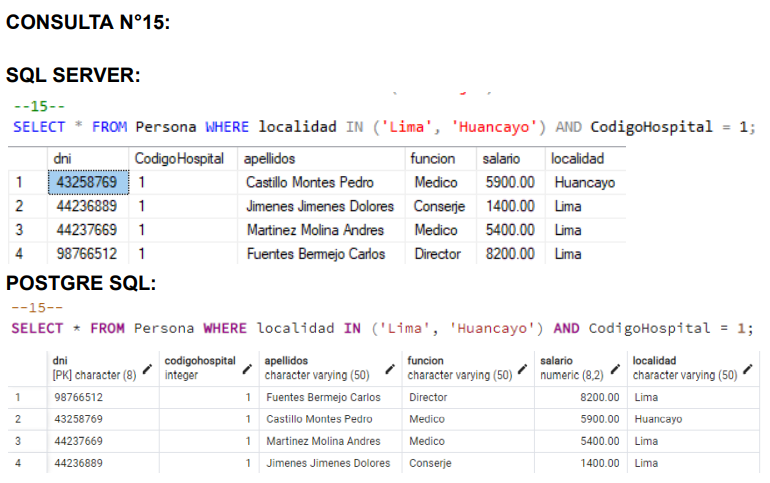 CONSULTA N°15:
SQL SERVER:
--15--
SELECT * FROM Persona WHERE localidad IN ('Lima', 'Huancayo') AND CodigoHospital = 1;
dni CodigoHospital apellidos funcion salario localidad
1 43258769 1 Castillo Montes Pedro Medico 5900.00 Huancayo
2 44236889 1 Jimenes Jimenes Dolores Conserje 1400.00 Lima
3 44237669 1 Martinez Molina Andres Medico 5400.00 Lima
4 98766512 1 Fuentes Bermejo Carlos Director 8200.00 Lima
POSTGRE SQL:
--15--
SELECT * FROM Persona WHERE localidad IN ('Lima', 'Huancayo') AND CodigoHospital = 1;
dni codigohospital apellidos funcion salario localidad
[PK] character (8) integer character varying (50) character varying (50) numeric (8,2) character varying (50)
1 98766512 1 Fuentes Bermejo Carlos Director 8200.00 Lima
2 43258769 1 Castillo Montes Pedro Medico 5900.00 Huancayo
3 44237669 1 Martinez Molina Andres Medico 5400.00 Lima
4 44236889 1 Jimenes Jimenes Dolores Conserje 1400.00 Lima